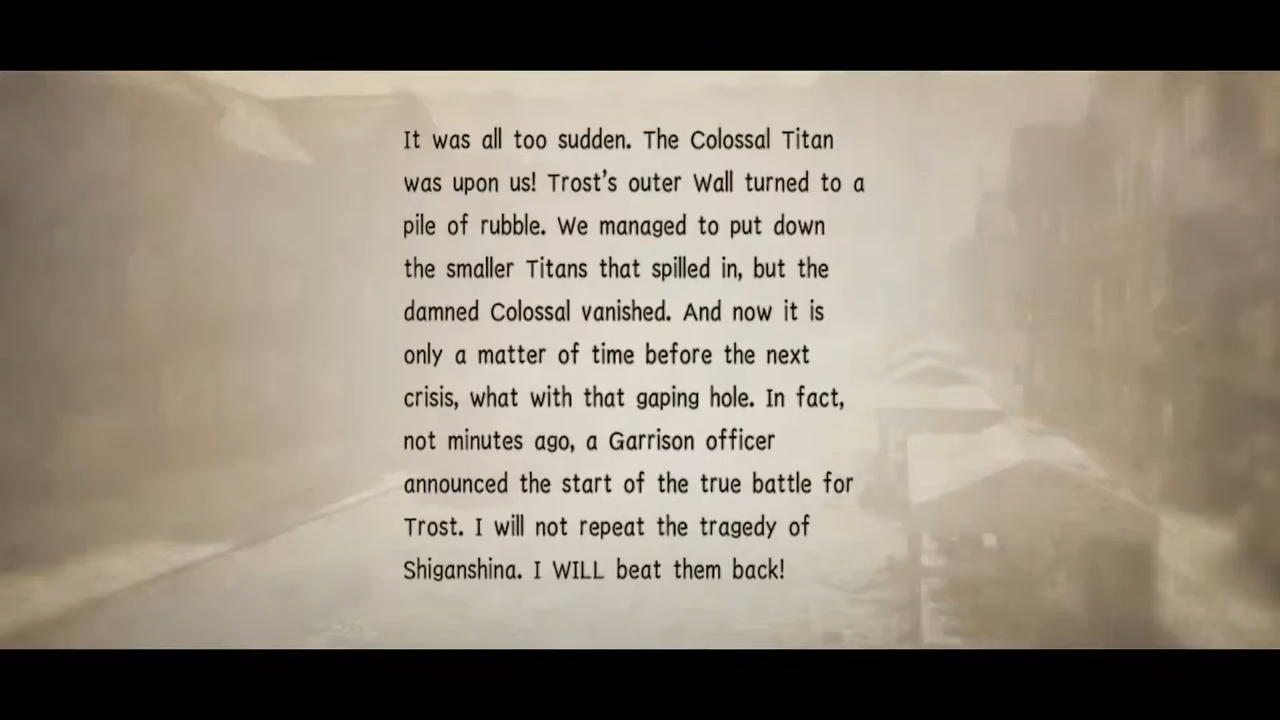 It was all too sudden. The Colossal Titan
was upon us! Trost's outer Wall turned to a
pile of rubble. We managed to put down
the smaller Titans that spilled in, but the
damned Colossal vanished. And now it is
only a matter of time before the next
crisis, what with that gaping hole. In fact,
not minutes ago, a Garrison officer
announced the start of the true battle for
Trost. I will not repeat the tragedy of
Shiganshina. I WILL beat them back!